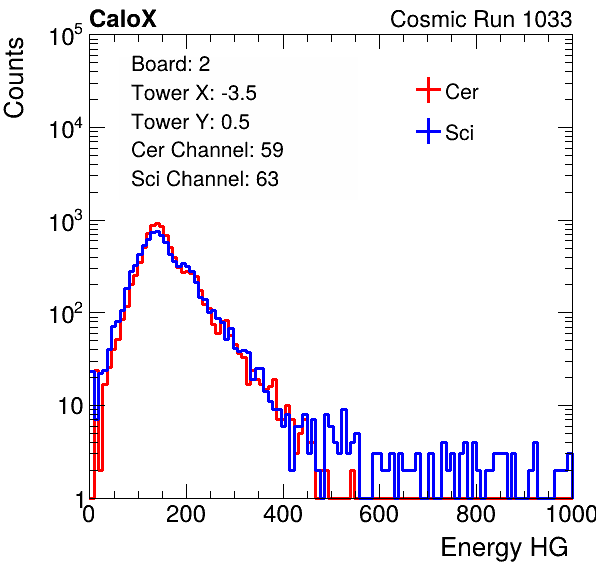 CaloX Cosmic Run 1033
Counts
Board: 2
Tower X: -3.5
Tower Y: 0.5
Cer Channel: 59
Sci Channel: 63
Cer
Sci
10^5
10^4
10^3
10^2
10
1
0 200 400 600 800 1000
Energy HG